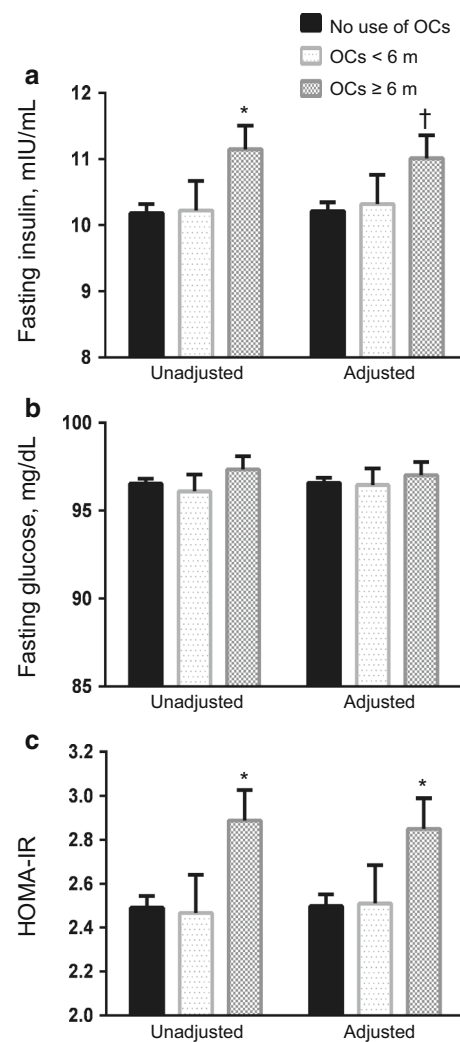 No use of OCs
OCs < 6 m
OCs ≥ 6 m
a
Fasting insulin, mIU/mL
12
11
10
9
8
*
†
Unadjusted
Adjusted
b
Fasting glucose, mg/dL
100
95
90
85
Unadjusted
Adjusted
c
HOMA-IR
3.2
3.0
2.8
2.6
2.4
2.2
2.0
*
*
Unadjusted
Adjusted